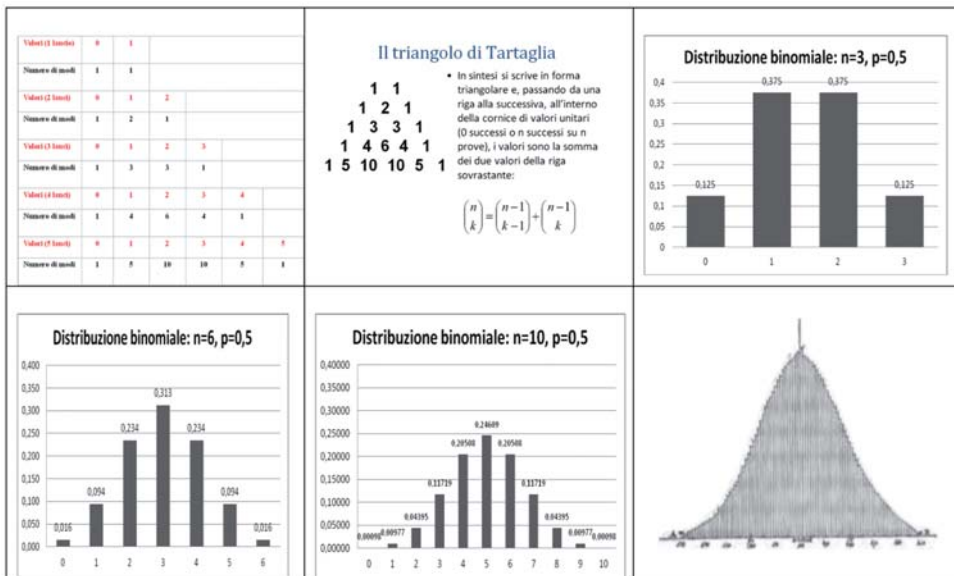 Valori (1 lancio) 0 1
Numero di modi 1 1
Valori (2 lanci) 0 1 2
Numero di modi 1 2 1
Valori (3 lanci) 0 1 2 3
Numero di modi 1 3 3 1
Valori (4 lanci) 0 1 2 3 4
Numero di modi 1 4 6 4 1
Valori (5 lanci) 0 1 2 3 4 5
Numero di modi 1 5 10 10 5 1
Il triangolo di Tartaglia
1 1
1 2 1
1 3 3 1
1 4 6 4 1
1 5 10 10 5 1
• In sintesi si scrive in forma
triangolare e, passando da una
riga alla successiva, all'interno
della cornice di valori unitari
(0 successi o n successi su n
prove), i valori sono la somma
dei due valori della riga
sovrastante:
(n k) = (n−1 k−1) + (n−1 k)
Distribuzione binomiale: n=3, p=0,5
0,4
0,35
0,3
0,25
0,2
0,15
0,1
0,05
0
0,125 0,375 0,375 0,125
0 1 2 3
Distribuzione binomiale: n=6, p=0,5
0,400
0,350
0,300
0,250
0,200
0,150
0,100
0,050
0,000
0,016 0,094 0,234 0,313 0,234 0,094 0,016
0 1 2 3 4 5 6
Distribuzione binomiale: n=10, p=0,5
0,40000
0,35000
0,30000
0,25000
0,20000
0,15000
0,10000
0,05000
0,00000
0,00098 0,00977 0,04395 0,11719 0,20508 0,24609 0,20508 0,11719 0,04395 0,00977 0,00098
0 1 2 3 4 5 6 7 8 9 10